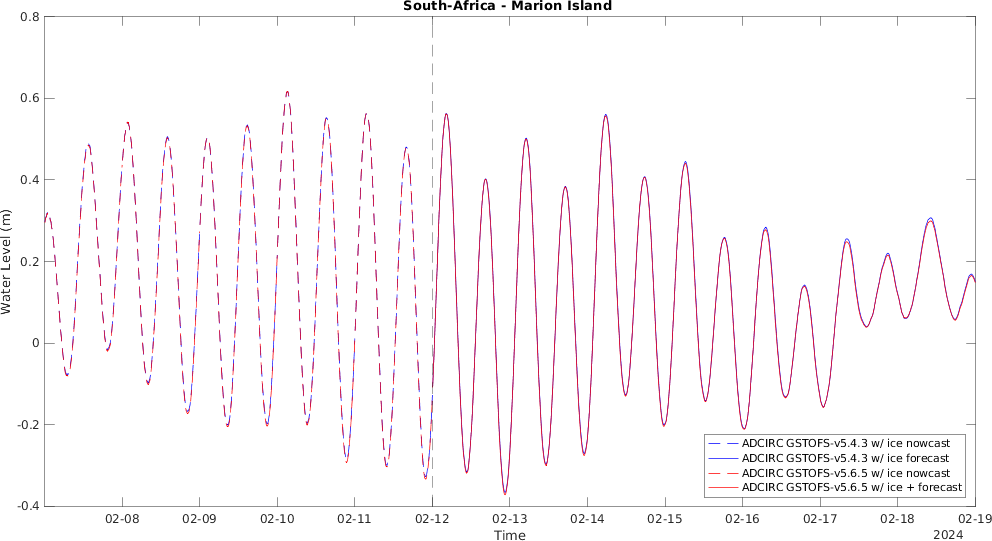 South-Africa - Marion Island
Water Level (m)
0.8
0.6
0.4
0.2
0
-0.2
-0.4
02-08 02-09 02-10 02-11 02-12 02-13 02-14 02-15 02-16 02-17 02-18 02-19
Time
2024
ADCIRC GSTOFS-v5.4.3 w/ ice nowcast
ADCIRC GSTOFS-v5.4.3 w/ ice forecast
ADCIRC GSTOFS-v5.6.5 w/ ice nowcast
ADCIRC GSTOFS-v5.6.5 w/ ice + forecast